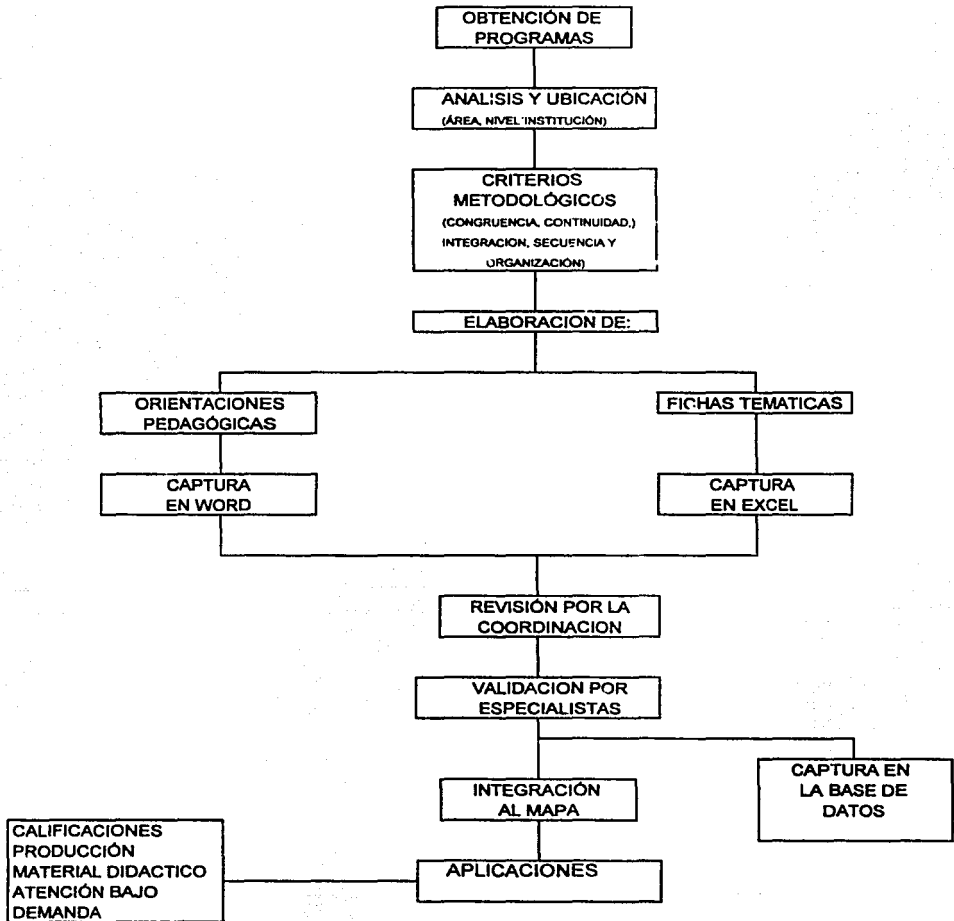 OBTENCIÓN DE
PROGRAMAS
ANALISIS Y UBICACIÓN
(ÁREA, NIVEL INSTITUCIÓN)
CRITERIOS
METODOLÓGICOS
(CONGRUENCIA, CONTINUIDAD,)
INTEGRACION, SECUENCIA Y
ORGANIZACIÓN)
ELABORACION DE:
ORIENTACIONES
PEDAGÓGICAS
FICHAS TEMATICAS
CAPTURA
EN WORD
CAPTURA
EN EXCEL
REVISIÓN POR LA
COORDINACION
VALIDACION POR
ESPECIALISTAS
INTEGRACIÓN
AL MAPA
CAPTURA EN
LA BASE DE
DATOS
CALIFICACIONES
PRODUCCIÓN
MATERIAL DIDACTICO
ATENCIÓN BAJO
DEMANDA
APLICACIONES